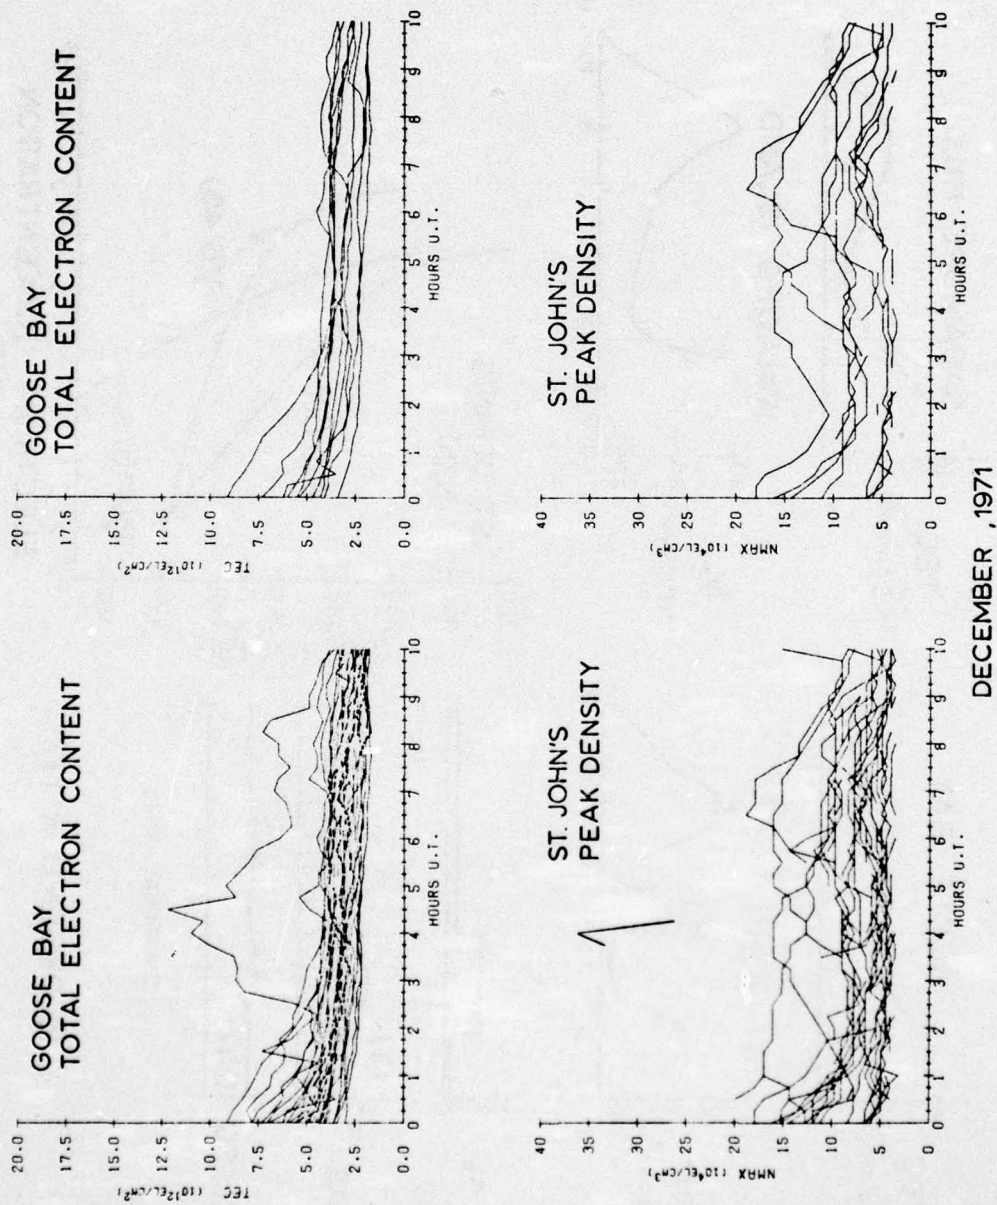 GOOSE BAY
TOTAL ELECTRON CONTENT
20.0
17.5
15.0
12.5
10.0
7.5
5.0
2.5
0.0
TEC (10¹²EL/CM²)
0 1 2 3 4 5 6 7 8 9 10
HOURS U.T.
GOOSE BAY
TOTAL ELECTRON CONTENT
20.0
17.5
15.0
12.5
10.0
7.5
5.0
2.5
0.0
TEC (10¹²EL/CM²)
0 1 2 3 4 5 6 7 8 9 10
HOURS U.T.
ST. JOHN'S
PEAK DENSITY
40
35
30
25
20
15
10
5
0
NMAX (10⁴EL/CM³)
0 1 2 3 4 5 6 7 8 9 10
HOURS U.T.
ST. JOHN'S
PEAK DENSITY
40
35
30
25
20
15
10
5
0
NMAX (10⁴EL/CM³)
0 1 2 3 4 5 6 7 8 9 10
HOURS U.T.
DECEMBER , 1971